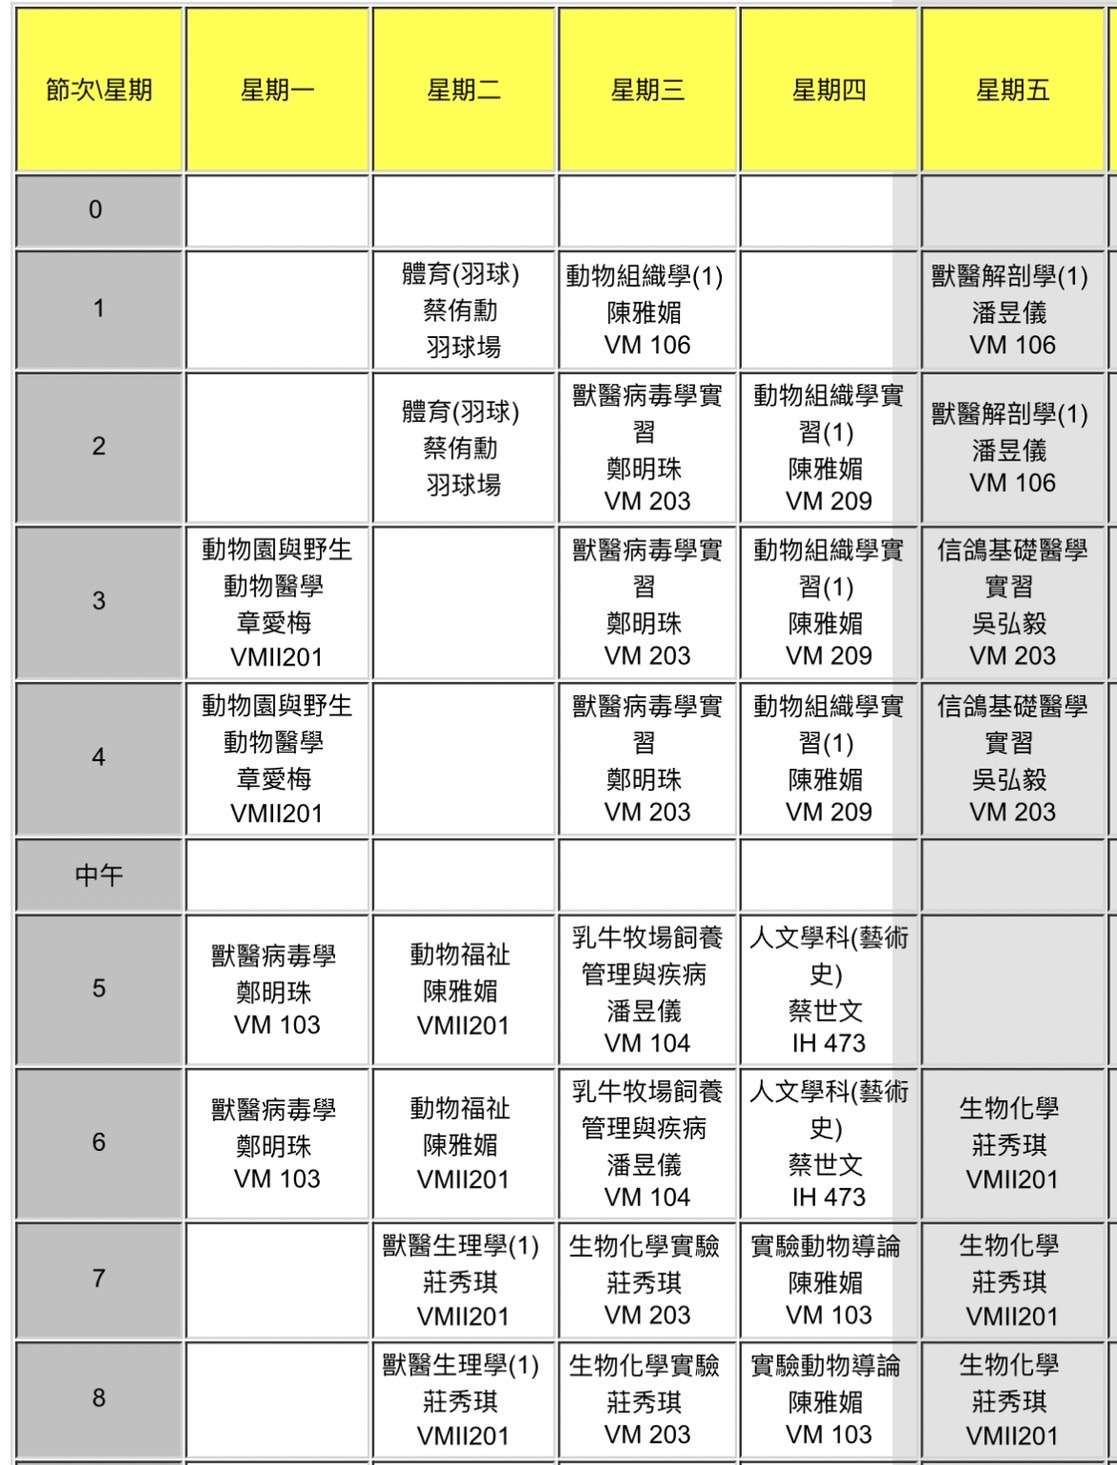 節次\星期 星期一 星期二 星期三 星期四 星期五
0
1
體育(羽球)
蔡侑勳
羽球場
動物組織學(1)
陳雅媚
VM 106
獸醫解剖學(1)
潘昱儀
VM 106
2
體育(羽球)
蔡侑勳
羽球場
獸醫病毒學實
習
鄭明珠
VM 203
動物組織學實
習(1)
陳雅媚
VM 209
獸醫解剖學(1)
潘昱儀
VM 106
3
動物園與野生
動物醫學
章愛梅
VMII201
獸醫病毒學實
習
鄭明珠
VM 203
動物組織學實
習(1)
陳雅媚
VM 209
信鴿基礎醫學
實習
吳弘毅
VM 203
4
動物園與野生
動物醫學
章愛梅
VMII201
獸醫病毒學實
習
鄭明珠
VM 203
動物組織學實
習(1)
陳雅媚
VM 209
信鴿基礎醫學
實習
吳弘毅
VM 203
中午
5
獸醫病毒學
鄭明珠
VM 103
動物福祉
陳雅媚
VMII201
乳牛牧場飼養
管理與疾病
潘昱儀
VM 104
人文學科(藝術
史)
蔡世文
IH 473
6
獸醫病毒學
鄭明珠
VM 103
動物福祉
陳雅媚
VMII201
乳牛牧場飼養
管理與疾病
潘昱儀
VM 104
人文學科(藝術
史)
蔡世文
IH 473
生物化學
莊秀琪
VMII201
7
獸醫生理學(1)
莊秀琪
VMII201
生物化學實驗
莊秀琪
VM 203
實驗動物導論
陳雅媚
VM 103
生物化學
莊秀琪
VMII201
8
獸醫生理學(1)
莊秀琪
VMII201
生物化學實驗
莊秀琪
VM 203
實驗動物導論
陳雅媚
VM 103
生物化學
莊秀琪
VMII201